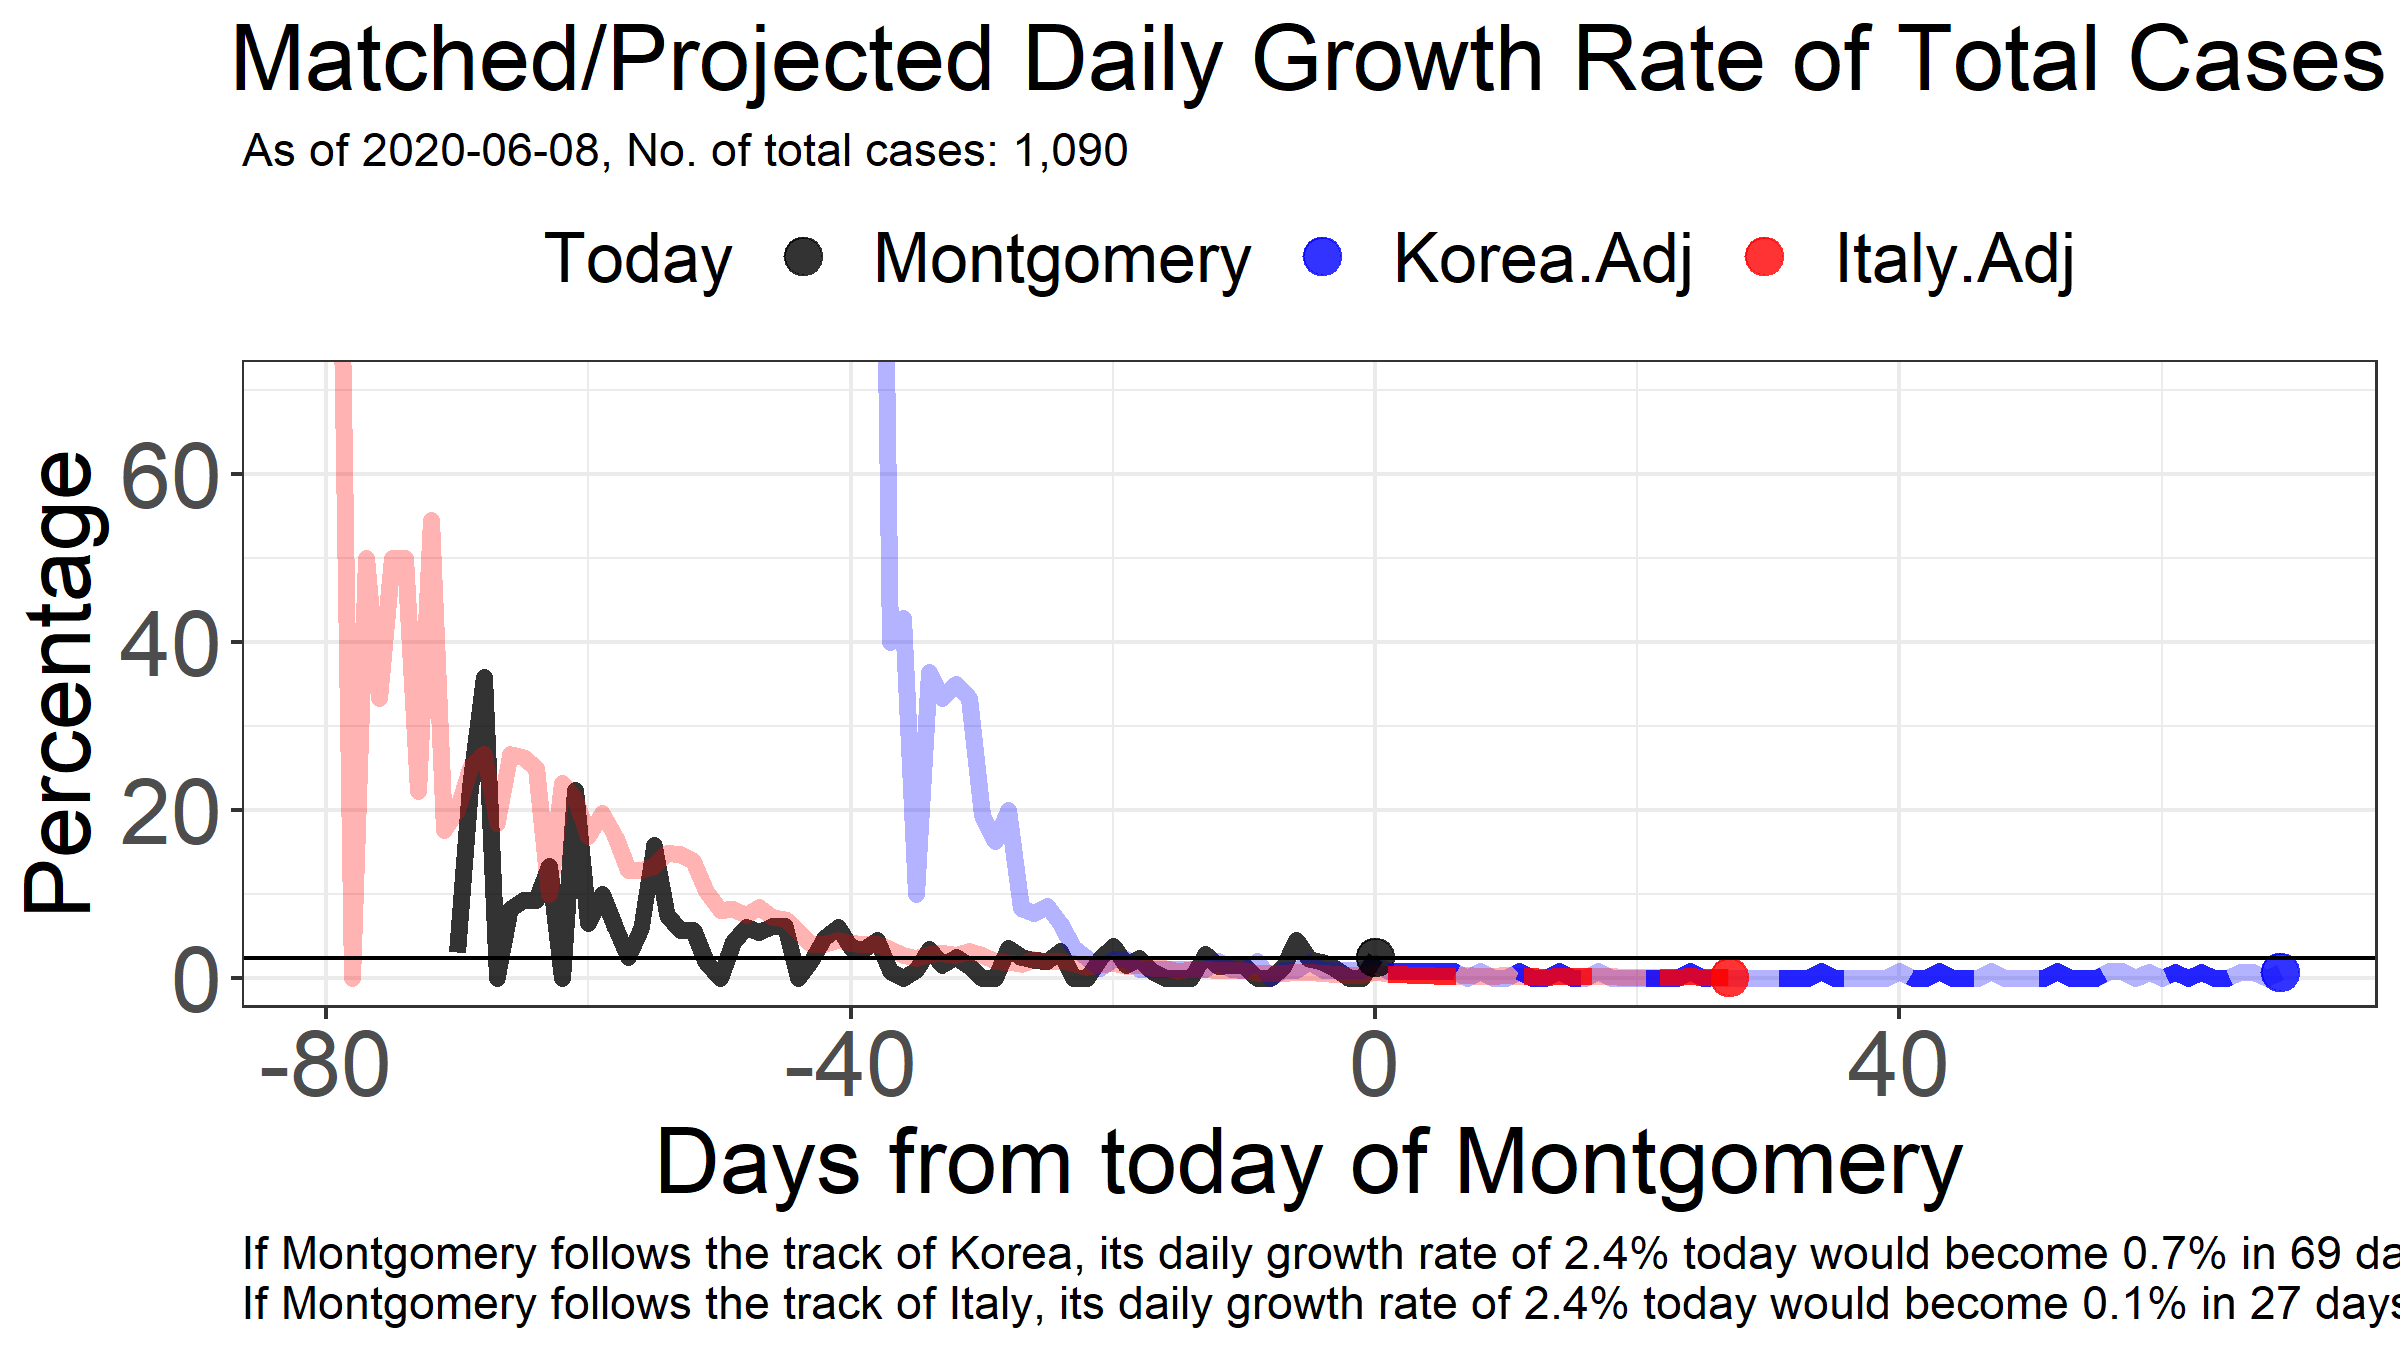 Matched/Projected Daily Growth Rate of Total Cases
As of 2020-06-08, No. of total cases: 1,090
Today Montgomery Korea.Adj Italy.Adj
Percentage
60
40
20
0
-80 -40 0 40
Days from today of Montgomery
If Montgomery follows the track of Korea, its daily growth rate of 2.4% today would become 0.7% in 69
If Montgomery follows the track of Italy, its daily growth rate of 2.4% today would become 0.1% in 27 days